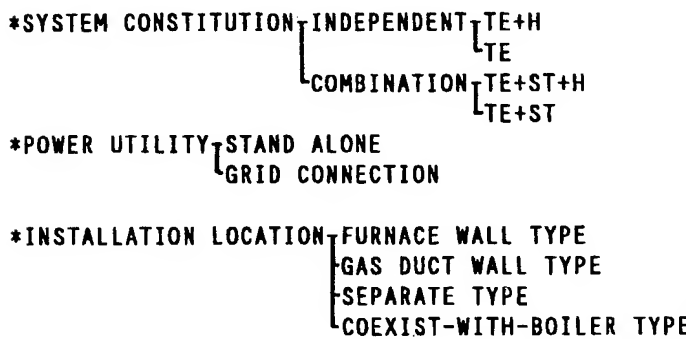 *SYSTEM CONSTITUTION INDEPENDENT TE+H
TE
COMBINATION TE+ST+H
TE+ST
*POWER UTILITY STAND ALONE
GRID CONNECTION
*INSTALLATION LOCATION FURNACE WALL TYPE
GAS DUCT WALL TYPE
SEPARATE TYPE
COEXIST-WITH-BOILER TYPE